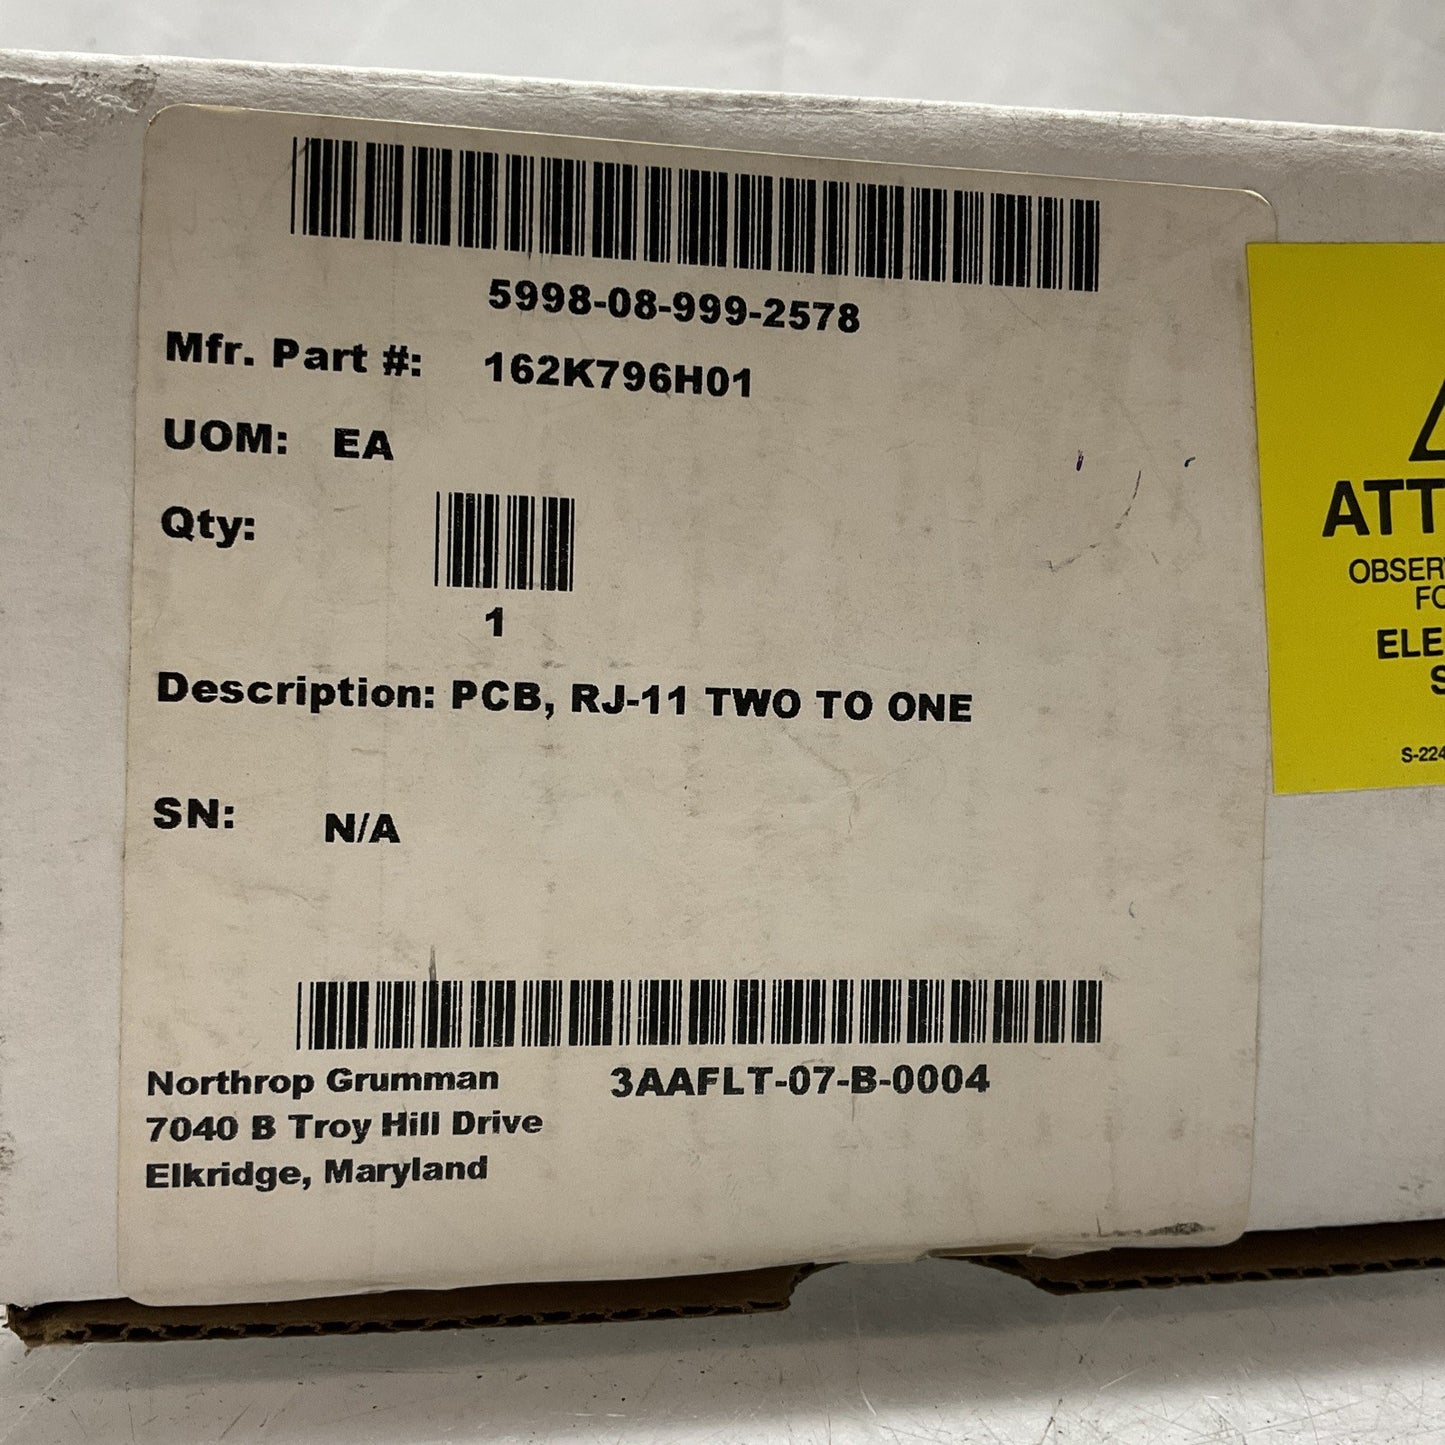 5998-08-999-2578
Mfr. Part #: 162K796H01
UOM: EA
Qty:
1
Description: PCB, RJ-11 TWO TO ONE
SN: N/A
Northrop Grumman 3AAFLT-07-B-0004
7040 B Troy Hill Drive
Elkridge, Maryland
ATT
OBSER
FO
ELE
S
S-224